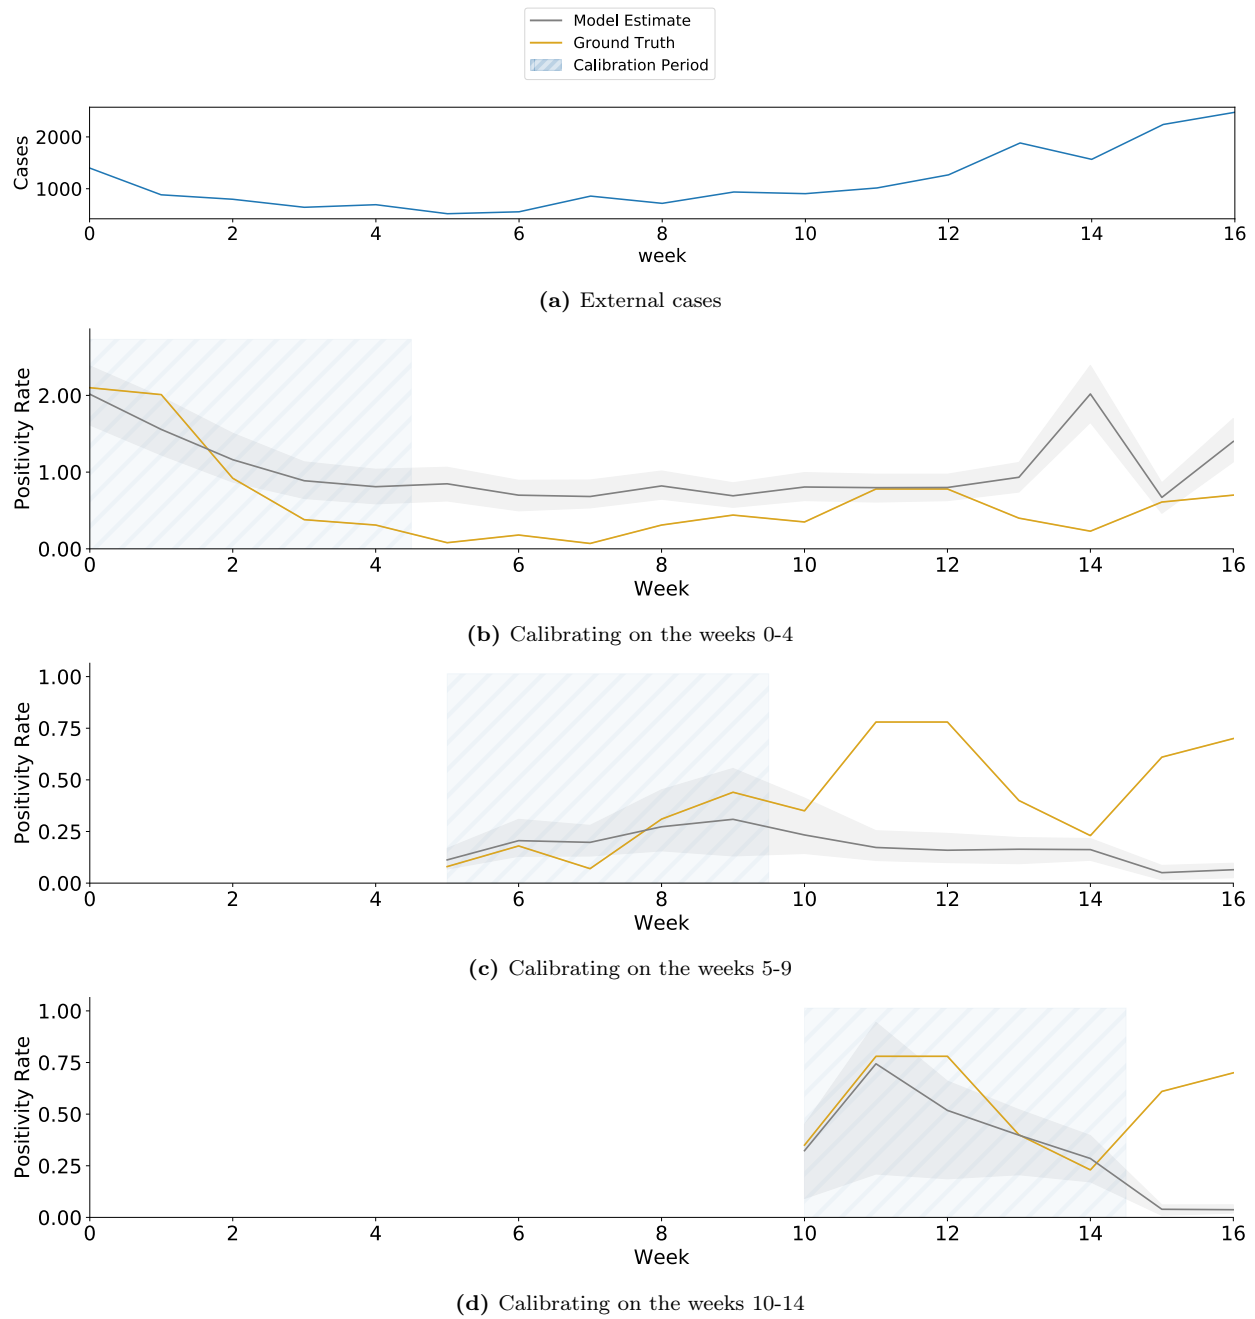 Model Estimate
Ground Truth
Calibration Period
Cases
2000
1000
0 2 4 6 8 10 12 14 16
week
(a) External cases
Positivity Rate
2.00
1.00
0.00
0 2 4 6 8 10 12 14 16
Week
(b) Calibrating on the weeks 0-4
Positivity Rate
1.00
0.75
0.50
0.25
0.00
0 2 4 6 8 10 12 14 16
Week
(c) Calibrating on the weeks 5-9
Positivity Rate
1.00
0.75
0.50
0.25
0.00
0 2 4 6 8 10 12 14 16
Week
(d) Calibrating on the weeks 10-14